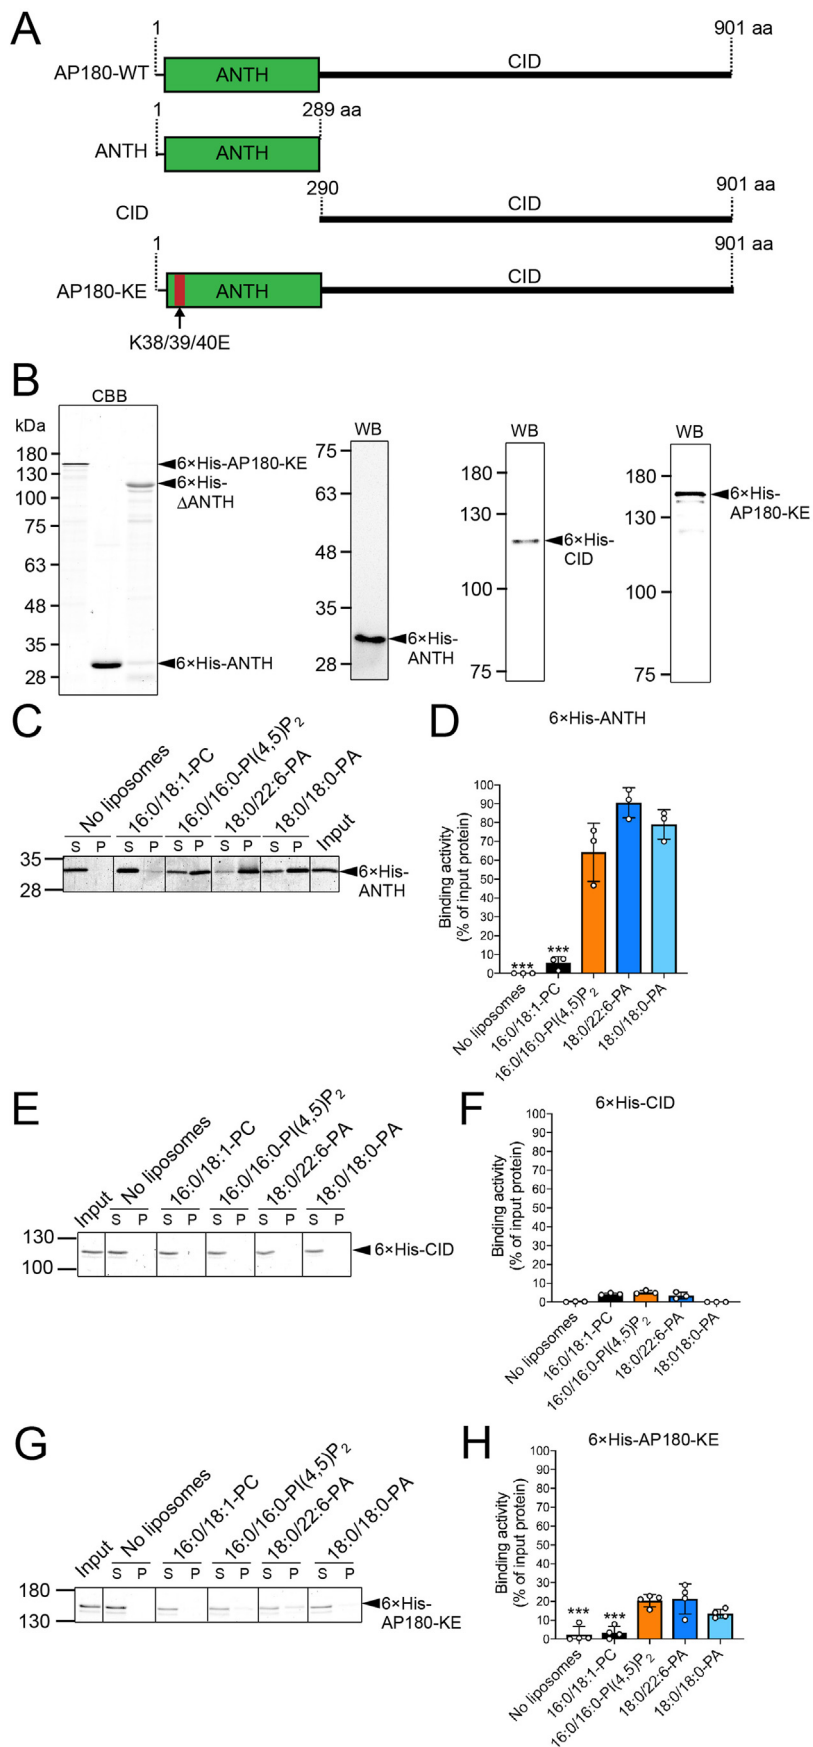 A
1
901 aa
AP180-WT
ANTH
CID
1
289 aa
ANTH
ANTH
290
901 aa
CID
CID
1
901 aa
AP180-KE
ANTH
CID
K38/39/40E
B
CBB
kDa
180
130
100
75
63
48
35
28
6×His-AP180-KE
6×His-
ΔANTH
6×His-ANTH
WB
75
63
48
35
28
6×His-
ANTH
WB
180
130
100
75
6×His-
CID
WB
180
130
100
75
6×His-
AP180-KE
C
No liposomes
16:0/18:1-PC
16:0/16:0-PI(4,5)P2
18:0/22:6-PA
18:0/18:0-PA
Input
S P S P S P S P S P
35
28
6×His-
ANTH
D
6×His-ANTH
Binding activity
(% of input protein)
100
90
80
70
60
50
40
30
20
10
0
***
***
No liposomes
16:0/18:1-PC
16:0/16:0-PI(4,5)P2
18:0/22:6-PA
18:0/18:0-PA
E
Input
No liposomes
16:0/18:1-PC
16:0/16:0-PI(4,5)P2
18:0/22:6-PA
18:0/18:0-PA
S P S P S P S P S P
130
100
6×His-CID
F
6×His-CID
Binding activity
(% of input protein)
100
90
80
70
60
50
40
30
20
10
0
No liposomes
16:0/18:1-PC
16:0/16:0-PI(4,5)P2
18:0/22:6-PA
18:018:0-PA
G
Input
No liposomes
16:0/18:1-PC
16:0/16:0-PI(4,5)P2
18:0/22:6-PA
18:0/18:0-PA
S P S P S P S P S P
180
130
6×His-
AP180-KE
H
6×His-AP180-KE
Binding activity
(% of input protein)
100
90
80
70
60
50
40
30
20
10
0
***
***
No liposomes
16:0/18:1-PC
16:0/16:0-PI(4,5)P2
18:0/22:6-PA
18:0/18:0-PA